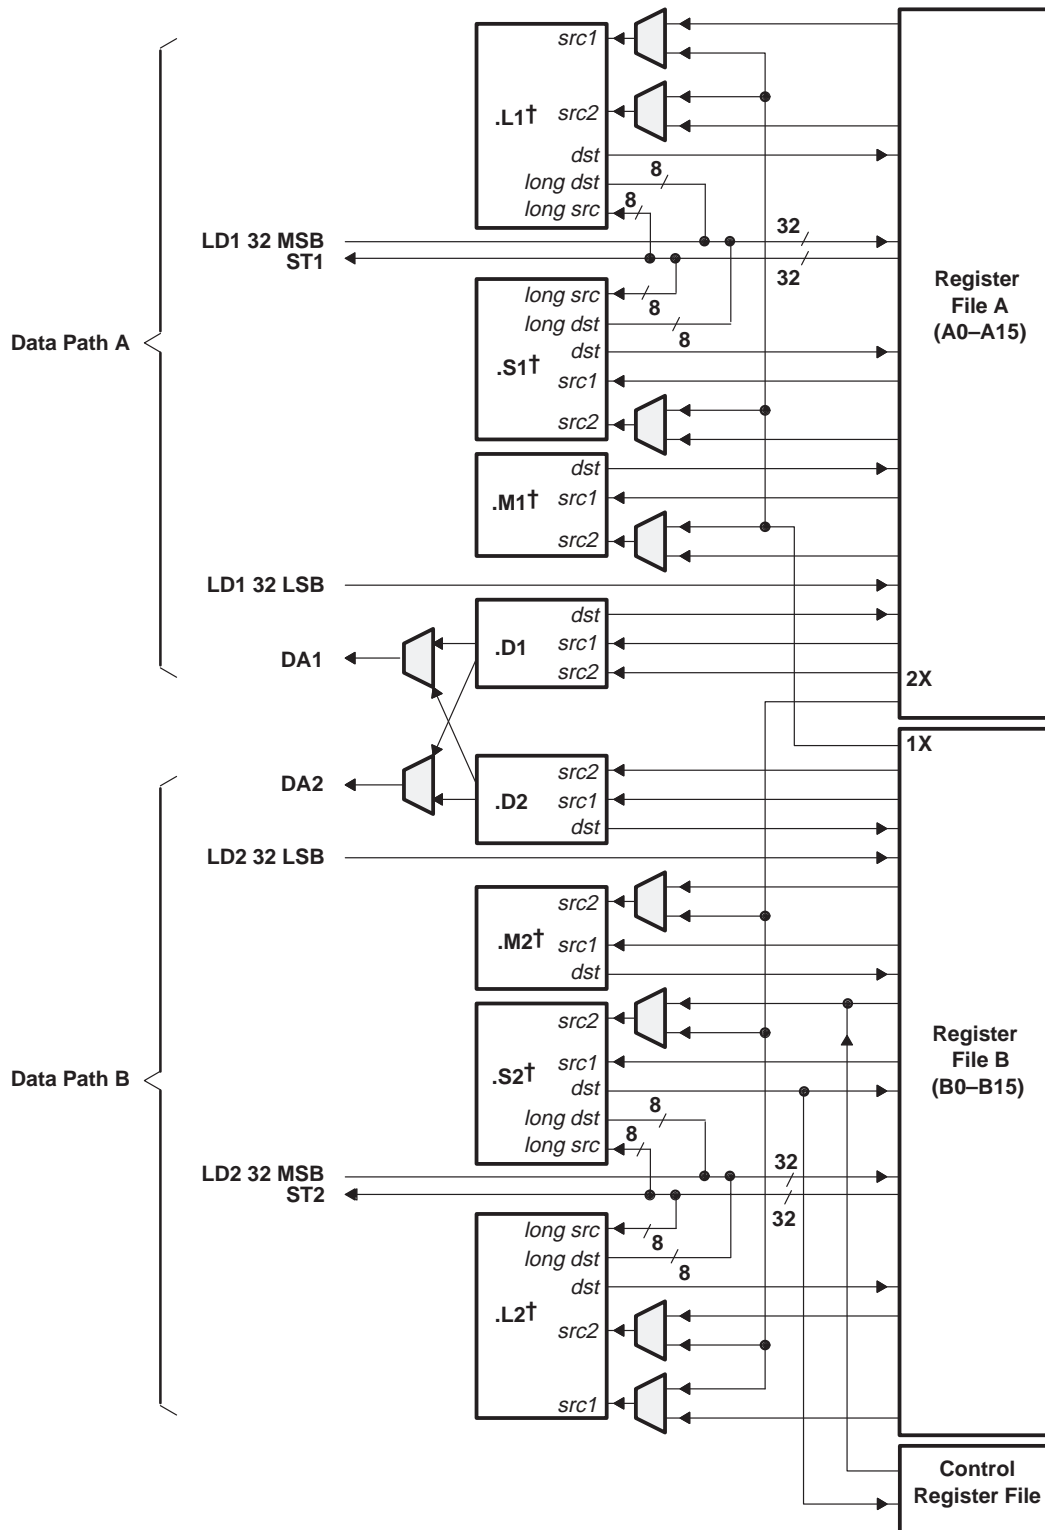 src1
.L1†
src2
dst
8
long dst
8
long src
LD1 32 MSB
32
ST1
32
Register
File A
(A0–A15)
long src
8
long dst
8
Data Path A
dst
.S1†
src1
src2
dst
.M1†
src1
src2
LD1 32 LSB
dst
.D1
src1
DA1
src2
2X
1X
src2
DA2
.D2
src1
dst
LD2 32 LSB
src2
.M2†
src1
dst
src2
Register
File B
(B0–B15)
src1
Data Path B
.S2†
dst
8
long dst
8
long src
LD2 32 MSB
32
ST2
32
long src
8
long dst
8
dst
.L2†
src2
src1
Control
Register File